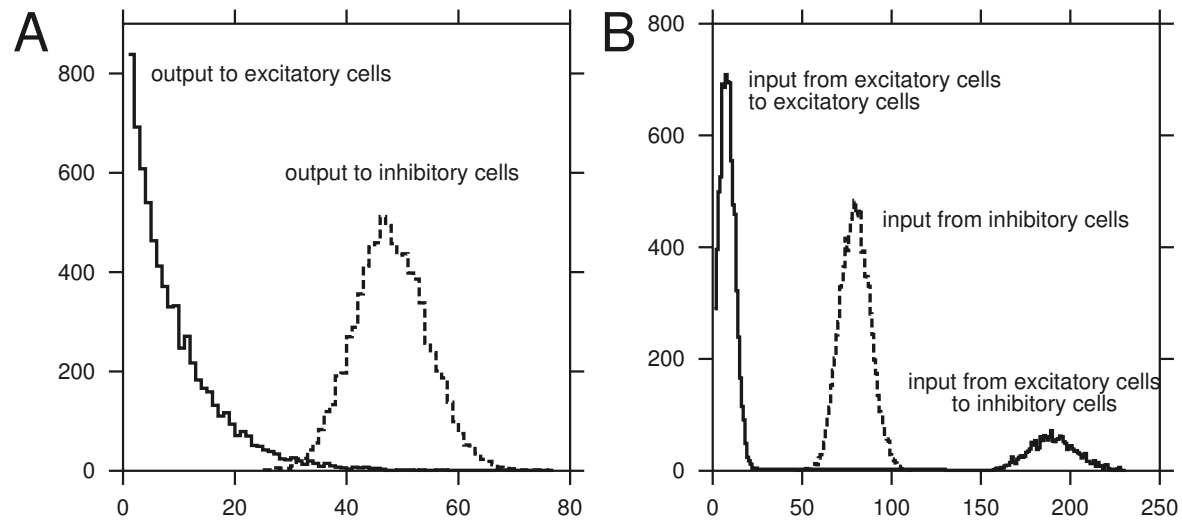 A
800
600
400
200
0
0 20 40 60 80
output to excitatory cells
output to inhibitory cells
B
800
600
400
200
0
0 50 100 150 200 250
input from excitatory cells
to excitatory cells
input from inhibitory cells
input from excitatory cells
to inhibitory cells